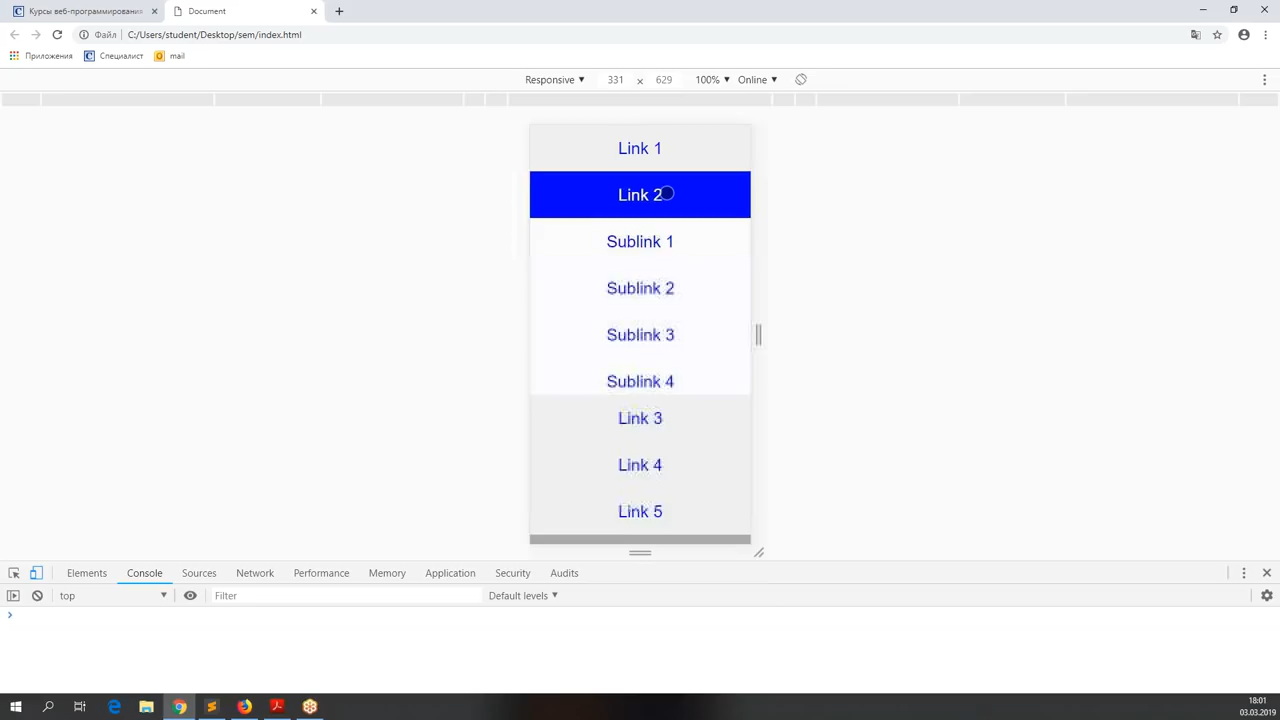 Курсы веб-программирования
Document
Файл
C:/Users/student/Desktop/sem/index.html
Приложения
Специалист
mail
Responsive
331 × 629
100%
Online
Link 1
Link 2
Sublink 1
Sublink 2
Sublink 3
Sublink 4
Link 3
Link 4
Link 5
Elements Console Sources Network Performance Memory Application Security Audits
top
Filter
Default levels
18:01
03.03.2019